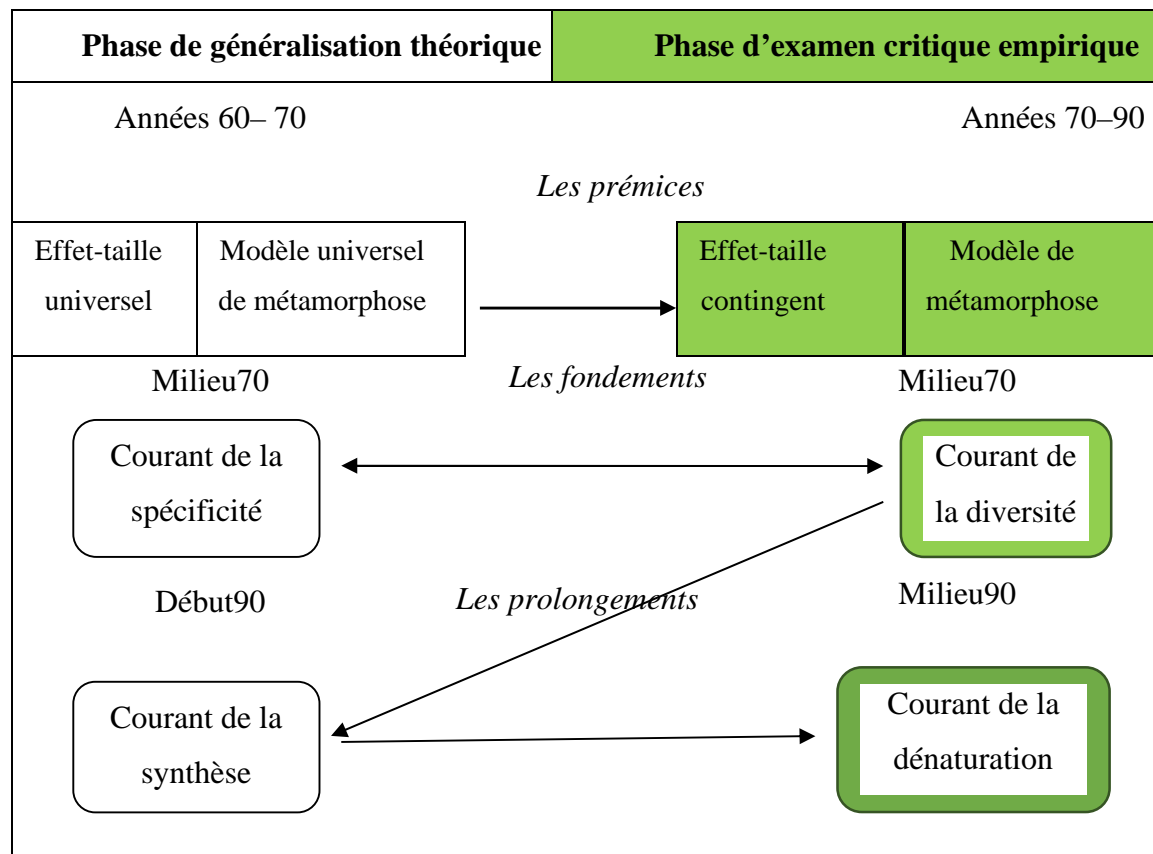 Phase de généralisation théorique
Phase d’examen critique empirique
Années 60– 70
Années 70–90
Les prémices
Effet-taille
universel
Modèle universel
de métamorphose
Effet-taille
contingent
Modèle de
métamorphose
Milieu70
Les fondements
Milieu70
Courant de la
spécificité
Courant de
la diversité
Début90
Les prolongements
Milieu90
Courant de la
synthèse
Courant de la
dénaturation